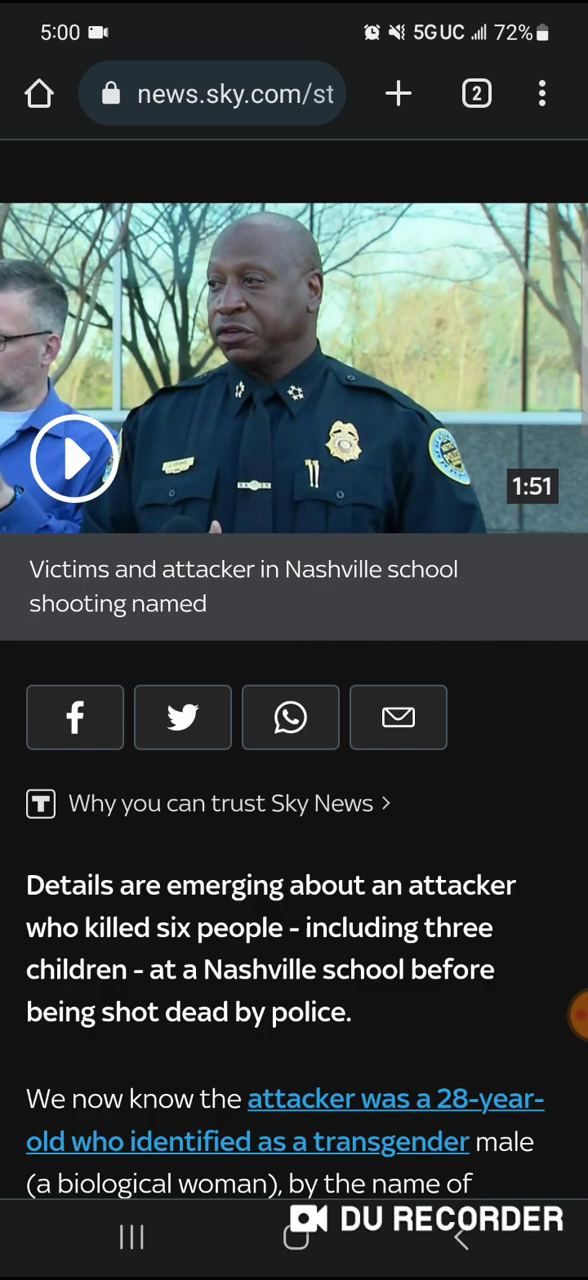 5:00
5G UC
72%
news.sky.com/st
2
1:51
Victims and attacker in Nashville school
shooting named
T Why you can trust Sky News >
Details are emerging about an attacker
who killed six people - including three
children - at a Nashville school before
being shot dead by police.
We now know the attacker was a 28-year-
old who identified as a transgender male
(a biological woman), by the name of
DU RECORDER